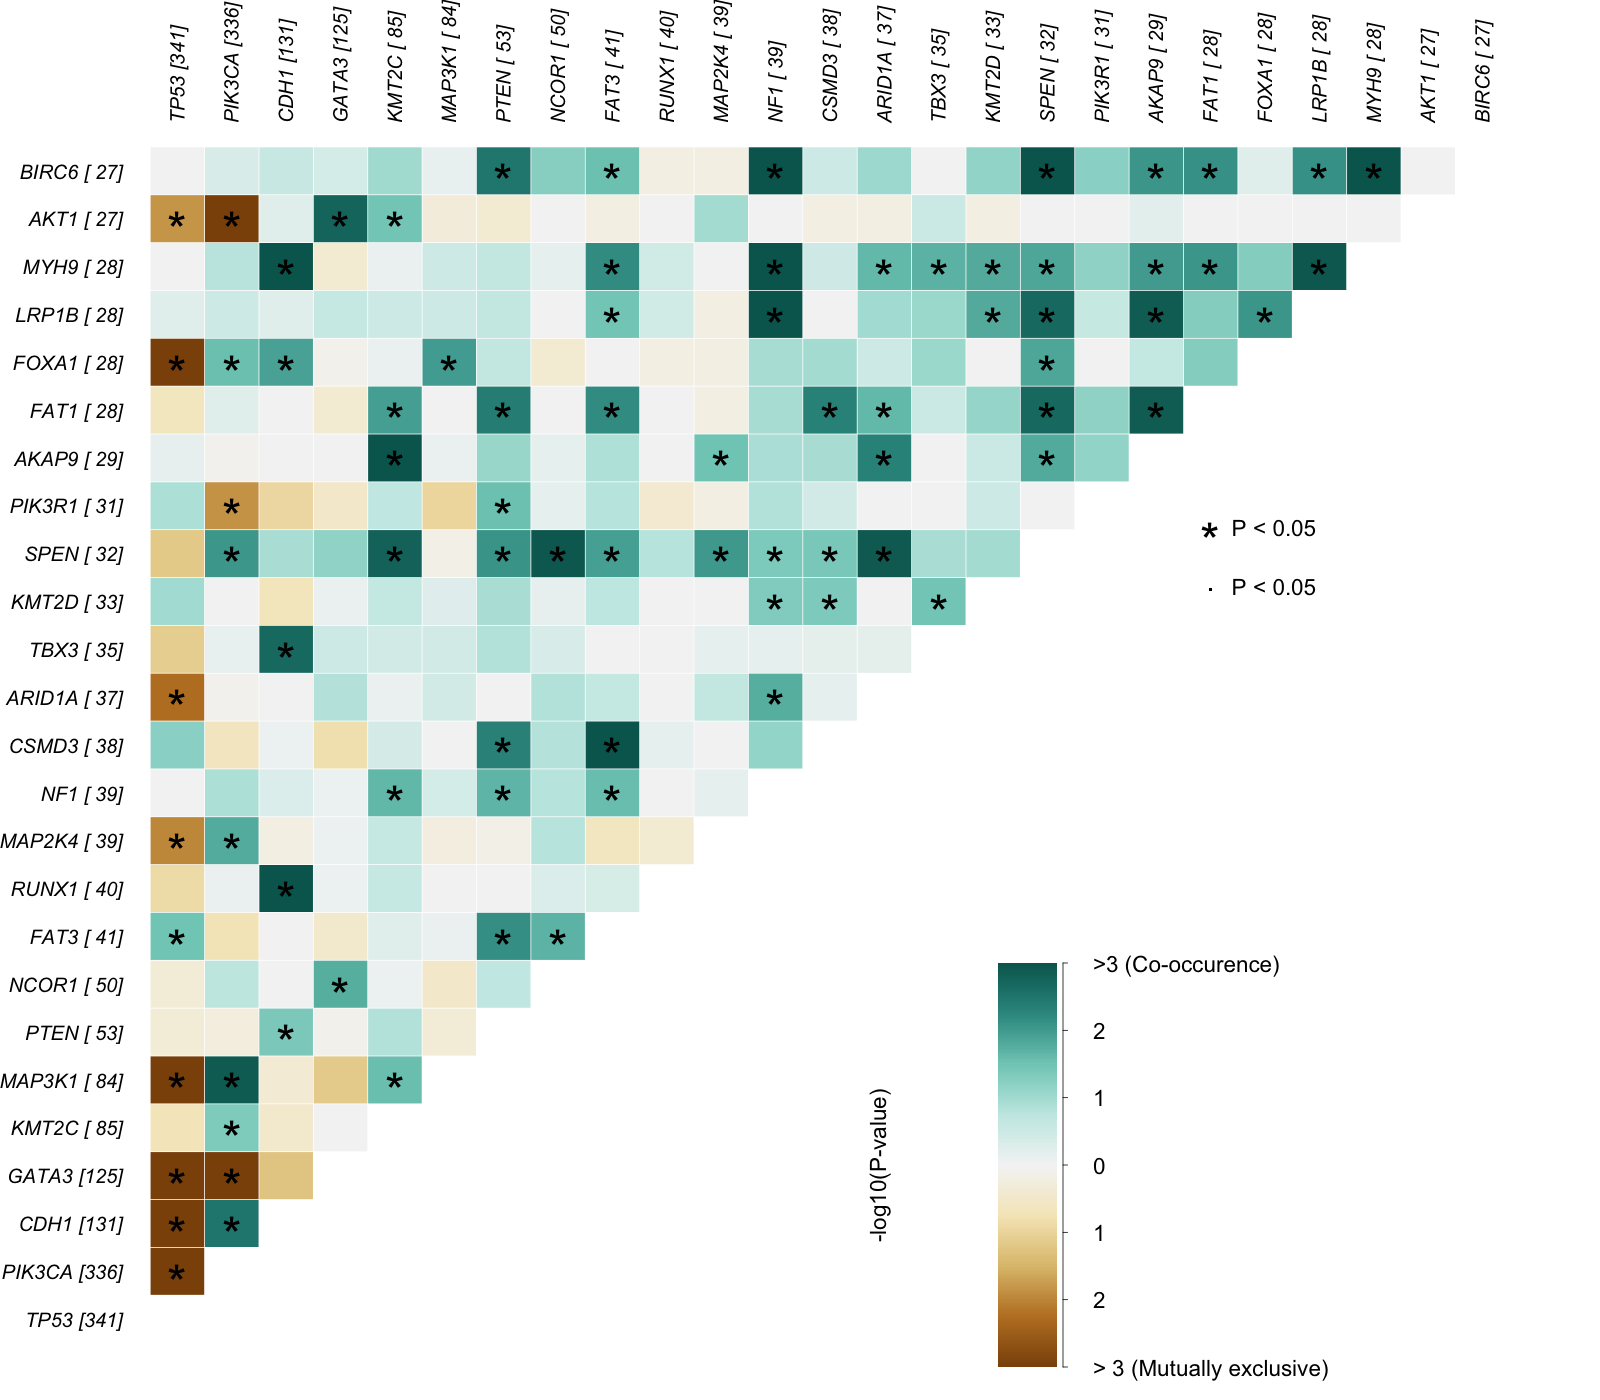 TP53 [341]
PIK3CA [336]
CDH1 [131]
GATA3 [125]
KMT2C [ 85]
MAP3K1 [ 84]
PTEN [ 53]
NCOR1 [ 50]
FAT3 [ 41]
RUNX1 [ 40]
MAP2K4 [ 39]
NF1 [ 39]
CSMD3 [ 38]
ARID1A [ 37]
TBX3 [ 35]
KMT2D [ 33]
SPEN [ 32]
PIK3R1 [ 31]
AKAP9 [ 29]
FAT1 [ 28]
FOXA1 [ 28]
LRP1B [ 28]
MYH9 [ 28]
AKT1 [ 27]
BIRC6 [ 27]
BIRC6 [ 27]
AKT1 [ 27]
MYH9 [ 28]
LRP1B [ 28]
FOXA1 [ 28]
FAT1 [ 28]
AKAP9 [ 29]
PIK3R1 [ 31]
SPEN [ 32]
KMT2D [ 33]
TBX3 [ 35]
ARID1A [ 37]
CSMD3 [ 38]
NF1 [ 39]
MAP2K4 [ 39]
RUNX1 [ 40]
FAT3 [ 41]
NCOR1 [ 50]
PTEN [ 53]
MAP3K1 [ 84]
KMT2C [ 85]
GATA3 [125]
CDH1 [131]
PIK3CA [336]
TP53 [341]
* P < 0.05
· P < 0.05
-log10(P-value)
>3 (Co-occurence)
2
1
0
1
2
> 3 (Mutually exclusive)